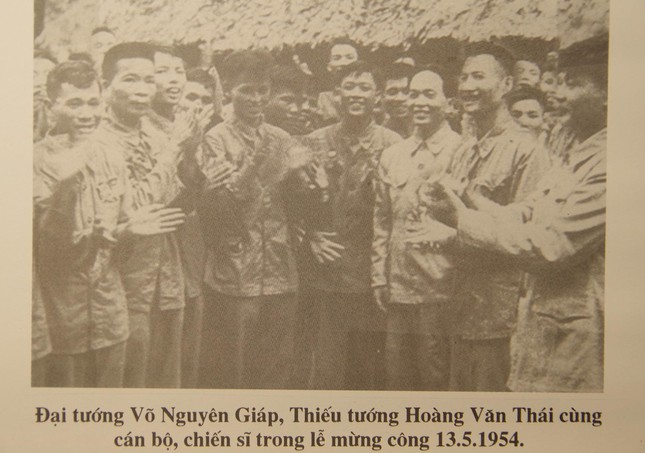 Đại tướng Võ Nguyên Giáp, Thiếu tướng Hoàng Văn Thái cùng
cán bộ, chiến sĩ trong lễ mừng công 13.5.1954.